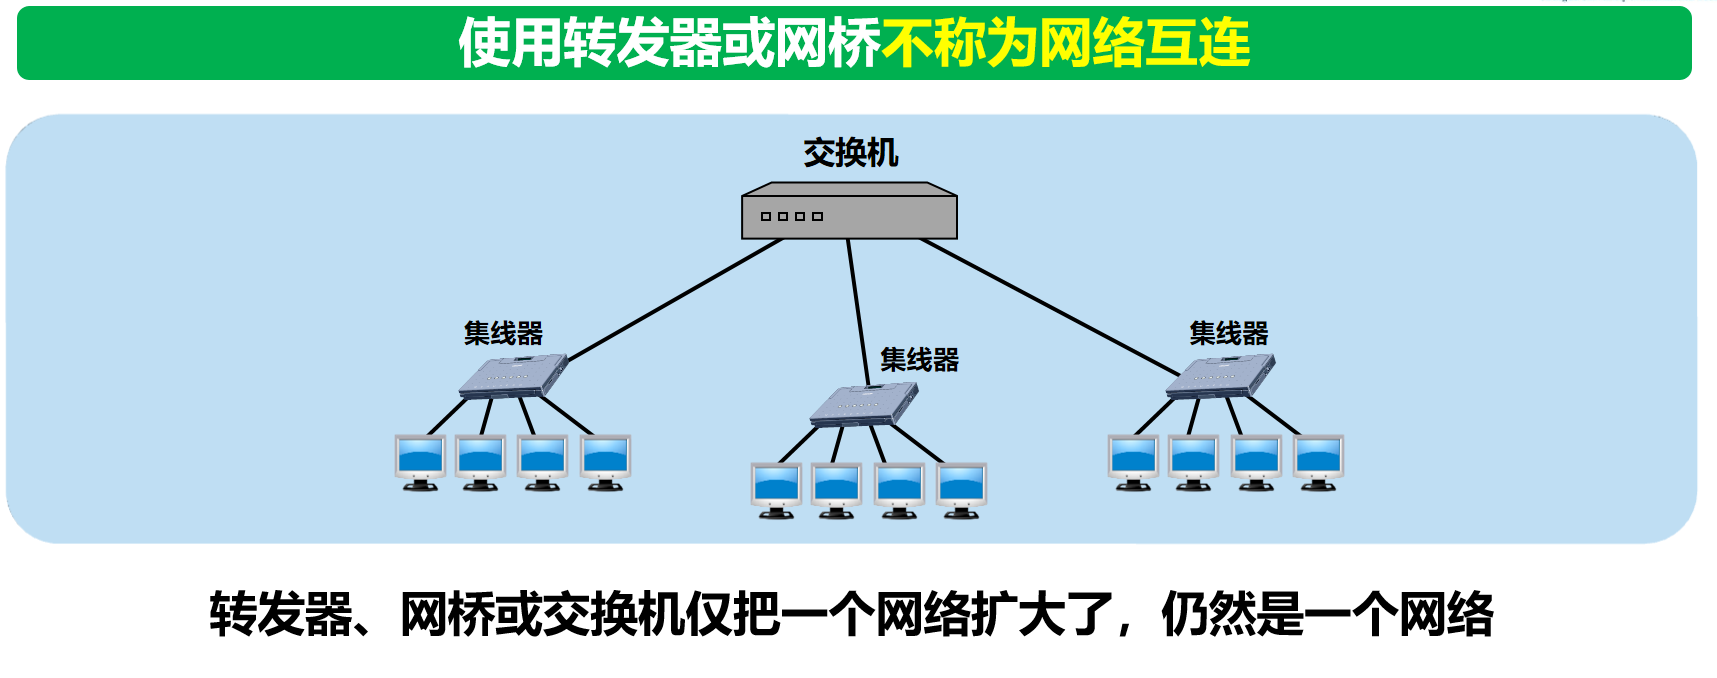 使用转发器或网桥不称为网络互连
交换机
集线器
集线器
集线器
转发器、网桥或交换机仅把一个网络扩大了，仍然是一个网络